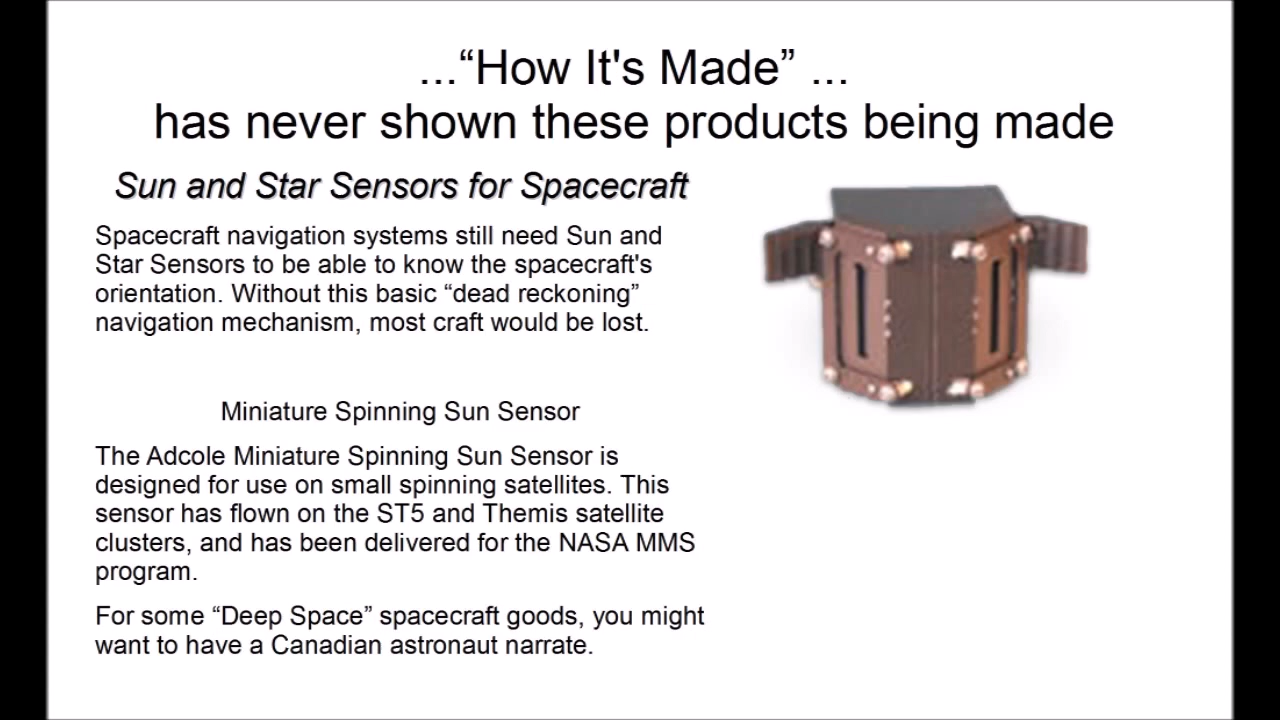 ...“How It's Made” ...
has never shown these products being made
Sun and Star Sensors for Spacecraft
Spacecraft navigation systems still need Sun and
Star Sensors to be able to know the spacecraft's
orientation. Without this basic “dead reckoning”
navigation mechanism, most craft would be lost.
Miniature Spinning Sun Sensor
The Adcole Miniature Spinning Sun Sensor is
designed for use on small spinning satellites. This
sensor has flown on the ST5 and Themis satellite
clusters, and has been delivered for the NASA MMS
program.
For some “Deep Space” spacecraft goods, you might
want to have a Canadian astronaut narrate.